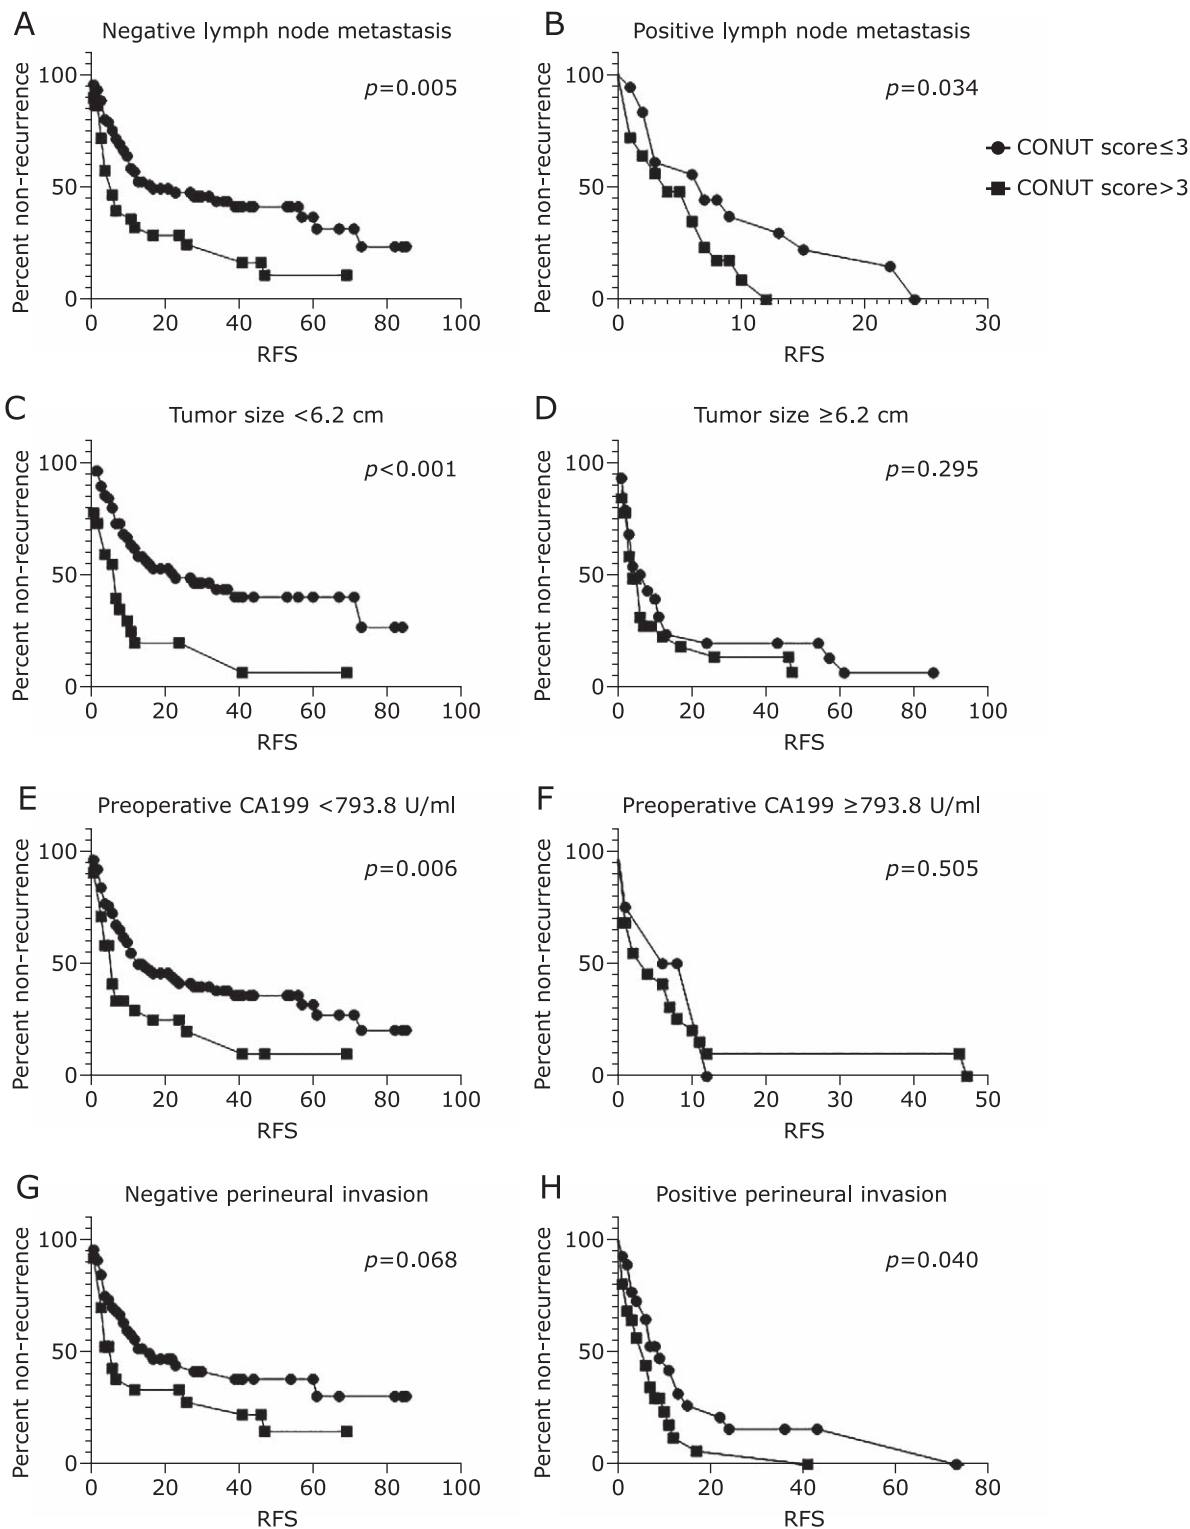 A
Negative lymph node metastasis
p=0.005
Percent non-recurrence
100
50
0
0 20 40 60 80 100
RFS
B
Positive lymph node metastasis
p=0.034
Percent non-recurrence
100
50
0
0 10 20 30
RFS
CONUT score≤3
CONUT score>3
C
Tumor size <6.2 cm
p<0.001
Percent non-recurrence
100
50
0
0 20 40 60 80 100
RFS
D
Tumor size ≥6.2 cm
p=0.295
Percent non-recurrence
100
50
0
0 20 40 60 80 100
RFS
E
Preoperative CA199 <793.8 U/ml
p=0.006
Percent non-recurrence
100
50
0
0 20 40 60 80 100
RFS
F
Preoperative CA199 ≥793.8 U/ml
p=0.505
Percent non-recurrence
100
50
0
0 10 20 30 40 50
RFS
G
Negative perineural invasion
p=0.068
Percent non-recurrence
100
50
0
0 20 40 60 80 100
RFS
H
Positive perineural invasion
p=0.040
Percent non-recurrence
100
50
0
0 20 40 60 80
RFS